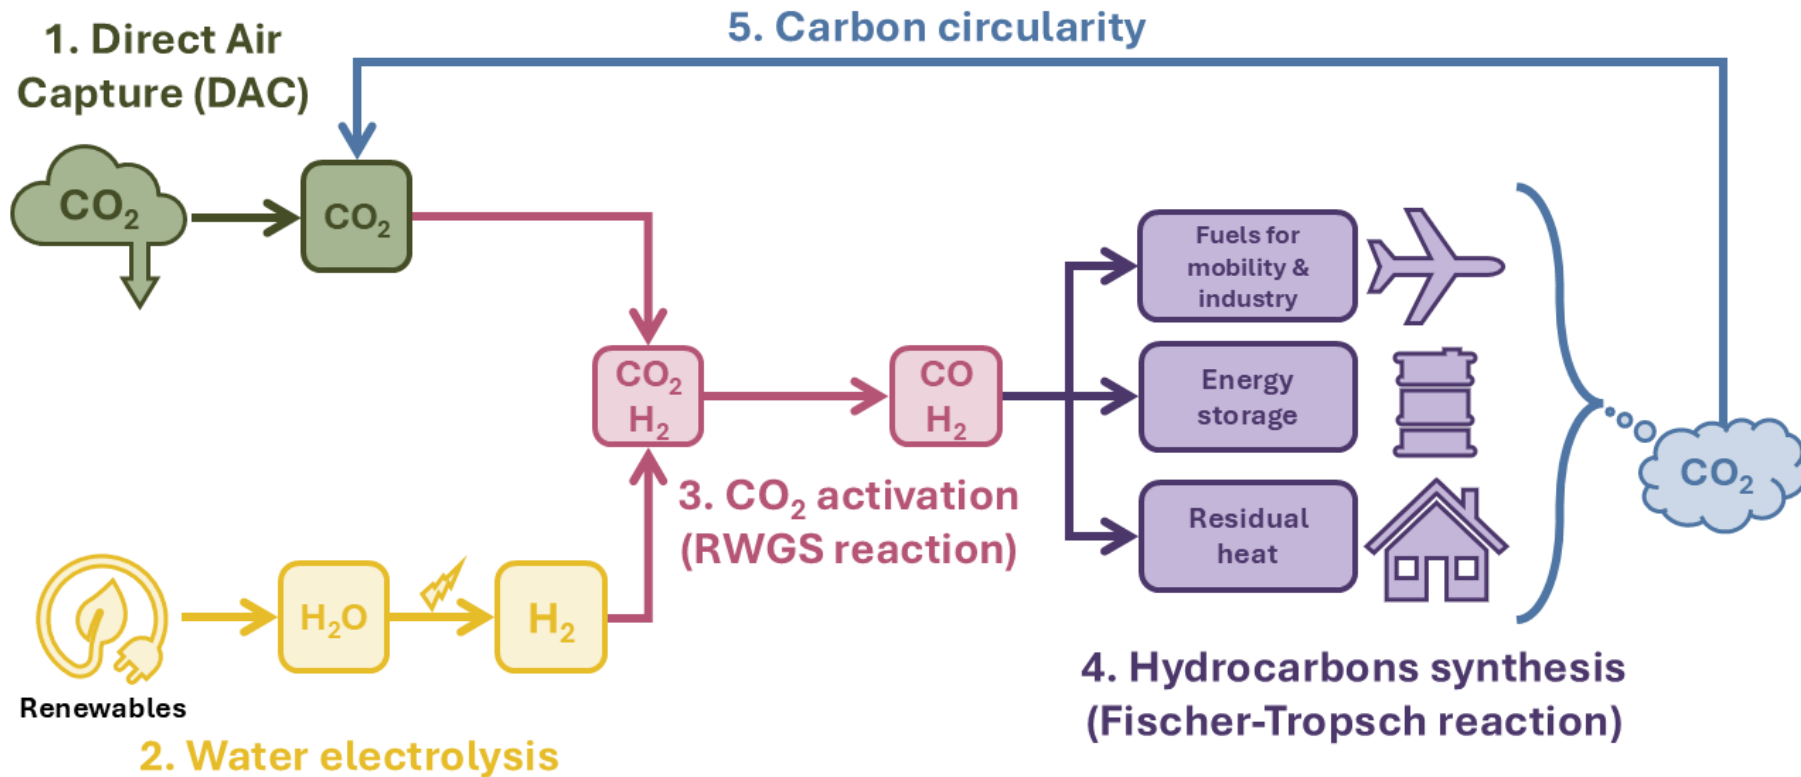 1. Direct Air
Capture (DAC)
5. Carbon circularity
CO₂
CO₂
Fuels for
mobility &
industry
CO₂
H₂
CO
H₂
Energy
storage
CO₂
3. CO₂ activation
(RWGS reaction)
Residual
heat
H₂O
H₂
Renewables
2. Water electrolysis
4. Hydrocarbons synthesis
(Fischer-Tropsch reaction)